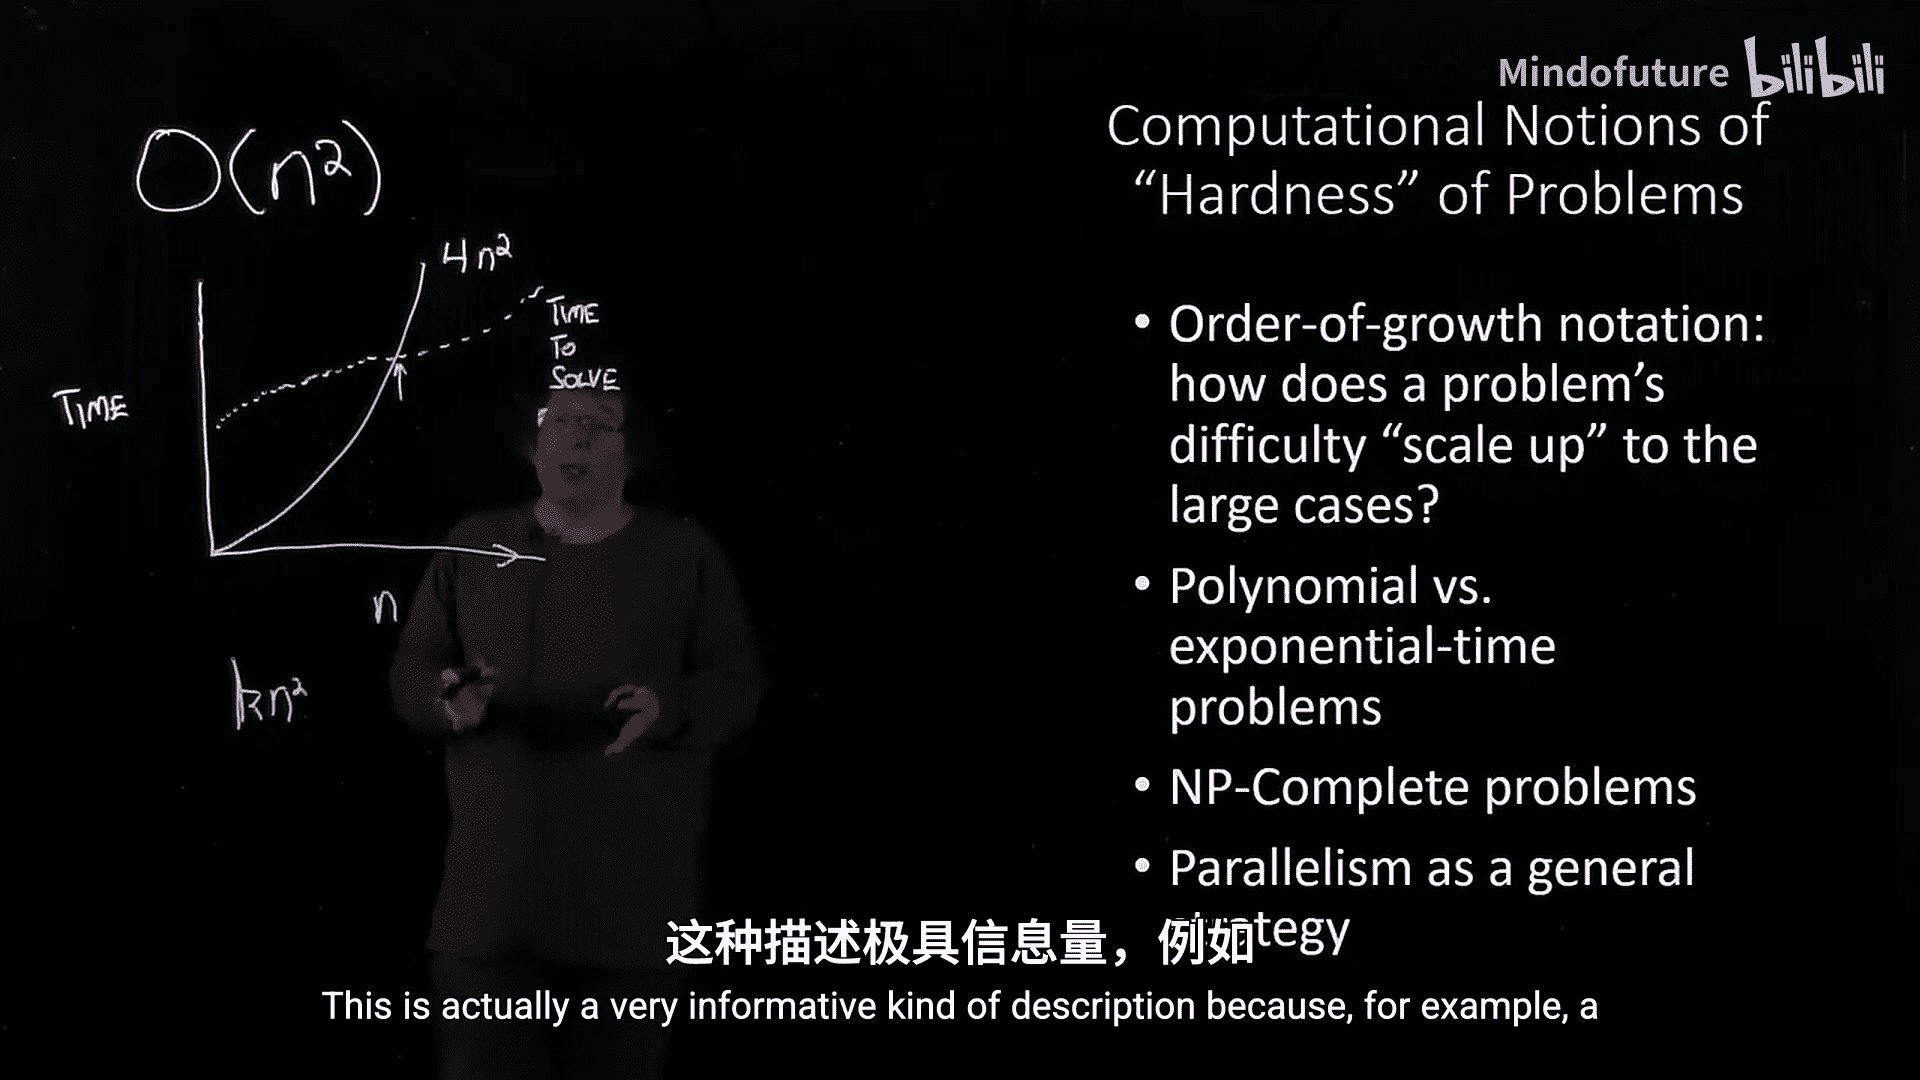 Mindofuture bilibili
O(n²)
4n²
TIME
TO
SOLVE
TIME
n
kn²
Computational Notions of
“Hardness” of Problems
• Order-of-growth notation:
how does a problem’s
difficulty “scale up” to the
large cases?
• Polynomial vs.
exponential-time
problems
• NP-Complete problems
• Parallelism as a general
strategy
这种描述极具信息量，例如
This is actually a very informative kind of description because, for example, a